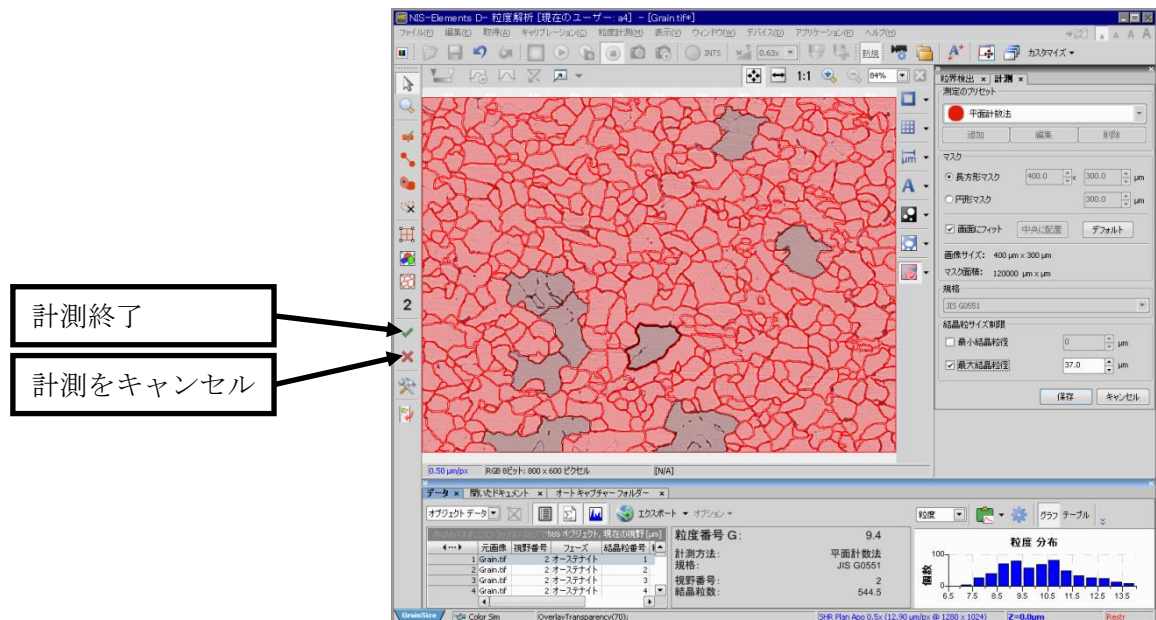 NIS-Elements D- 粒度解析 [現在のユーザー: a4] - [Grain.tif*]
ファイル(F) 編集(E) 取得(A) キャリブレーション(C) 粒度計測(M) 表示(V) ウィンドウ(W) デバイス(D) アプリケーション(P) ヘルプ(H)
INTS 0.63x 新規 カスタマイズ
1:1 84%
粒界検出 × 計測 ×
測定のプリセット
平面計数法
追加 編集 削除
マスク
長方形マスク 400.0 x 300.0 μm
円形マスク 300.0 μm
画面にフィット 中央に配置 デフォルト
画像サイズ: 400 μm x 300 μm
マスク面積: 120000 μm x μm
規格
JIS G0551
結晶粒サイズ制限
最小結晶粒径 0 μm
最大結晶粒径 37.0 μm
保存 キャンセル
μm
A
2
計測終了
計測をキャンセル
0.50 μm/px RGB 8ビット: 800 x 600 ピクセル [N/A]
データ × 開いたドキュメント × オートキャプチャーフォルダー ×
オブジェクト データ エクスポート オプション 粒度 グラフ テーブル
オブジェクト, 現在の視野 [μm]
元画像 視野番号 フェーズ 結晶粒番号
1 Grain.tif 2 オーステナイト 1
2 Grain.tif 2 オーステナイト 2
3 Grain.tif 2 オーステナイト 3
4 Grain.tif 2 オーステナイト 4
粒度番号 G: 9.4
計測方法: 平面計数法
規格: JIS G0551
視野番号: 2
結晶粒数: 544.5
粒度 分布
個数
100
0
6.5 7.5 8.5 9.5 10.5 11.5 12.5 13.5
GrainSize Color Sim OverlayTransparency(70): SHR Plan Apo 0.5x (12.90 μm/px @ 1280 x 1024) Z=0.0μm Restr